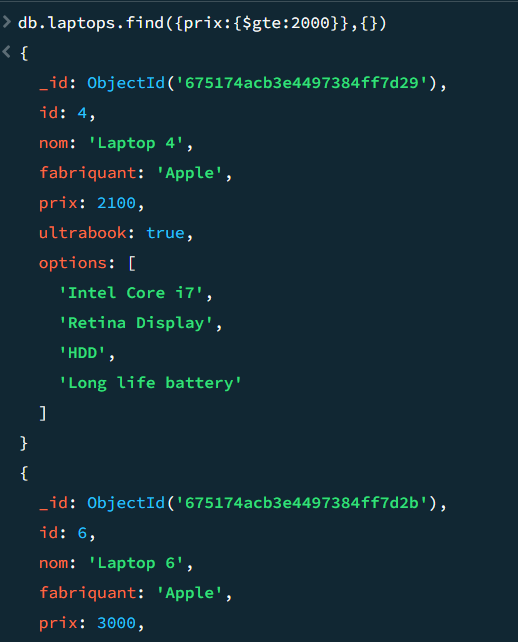 > db.laptops.find({prix:{$gte:2000}},{})
< {
_id: ObjectId('675174acb3e4497384ff7d29'),
id: 4,
nom: 'Laptop 4',
fabriquant: 'Apple',
prix: 2100,
ultrabook: true,
options: [
'Intel Core i7',
'Retina Display',
'HDD',
'Long life battery'
]
}
{
_id: ObjectId('675174acb3e4497384ff7d2b'),
id: 6,
nom: 'Laptop 6',
fabriquant: 'Apple',
prix: 3000,